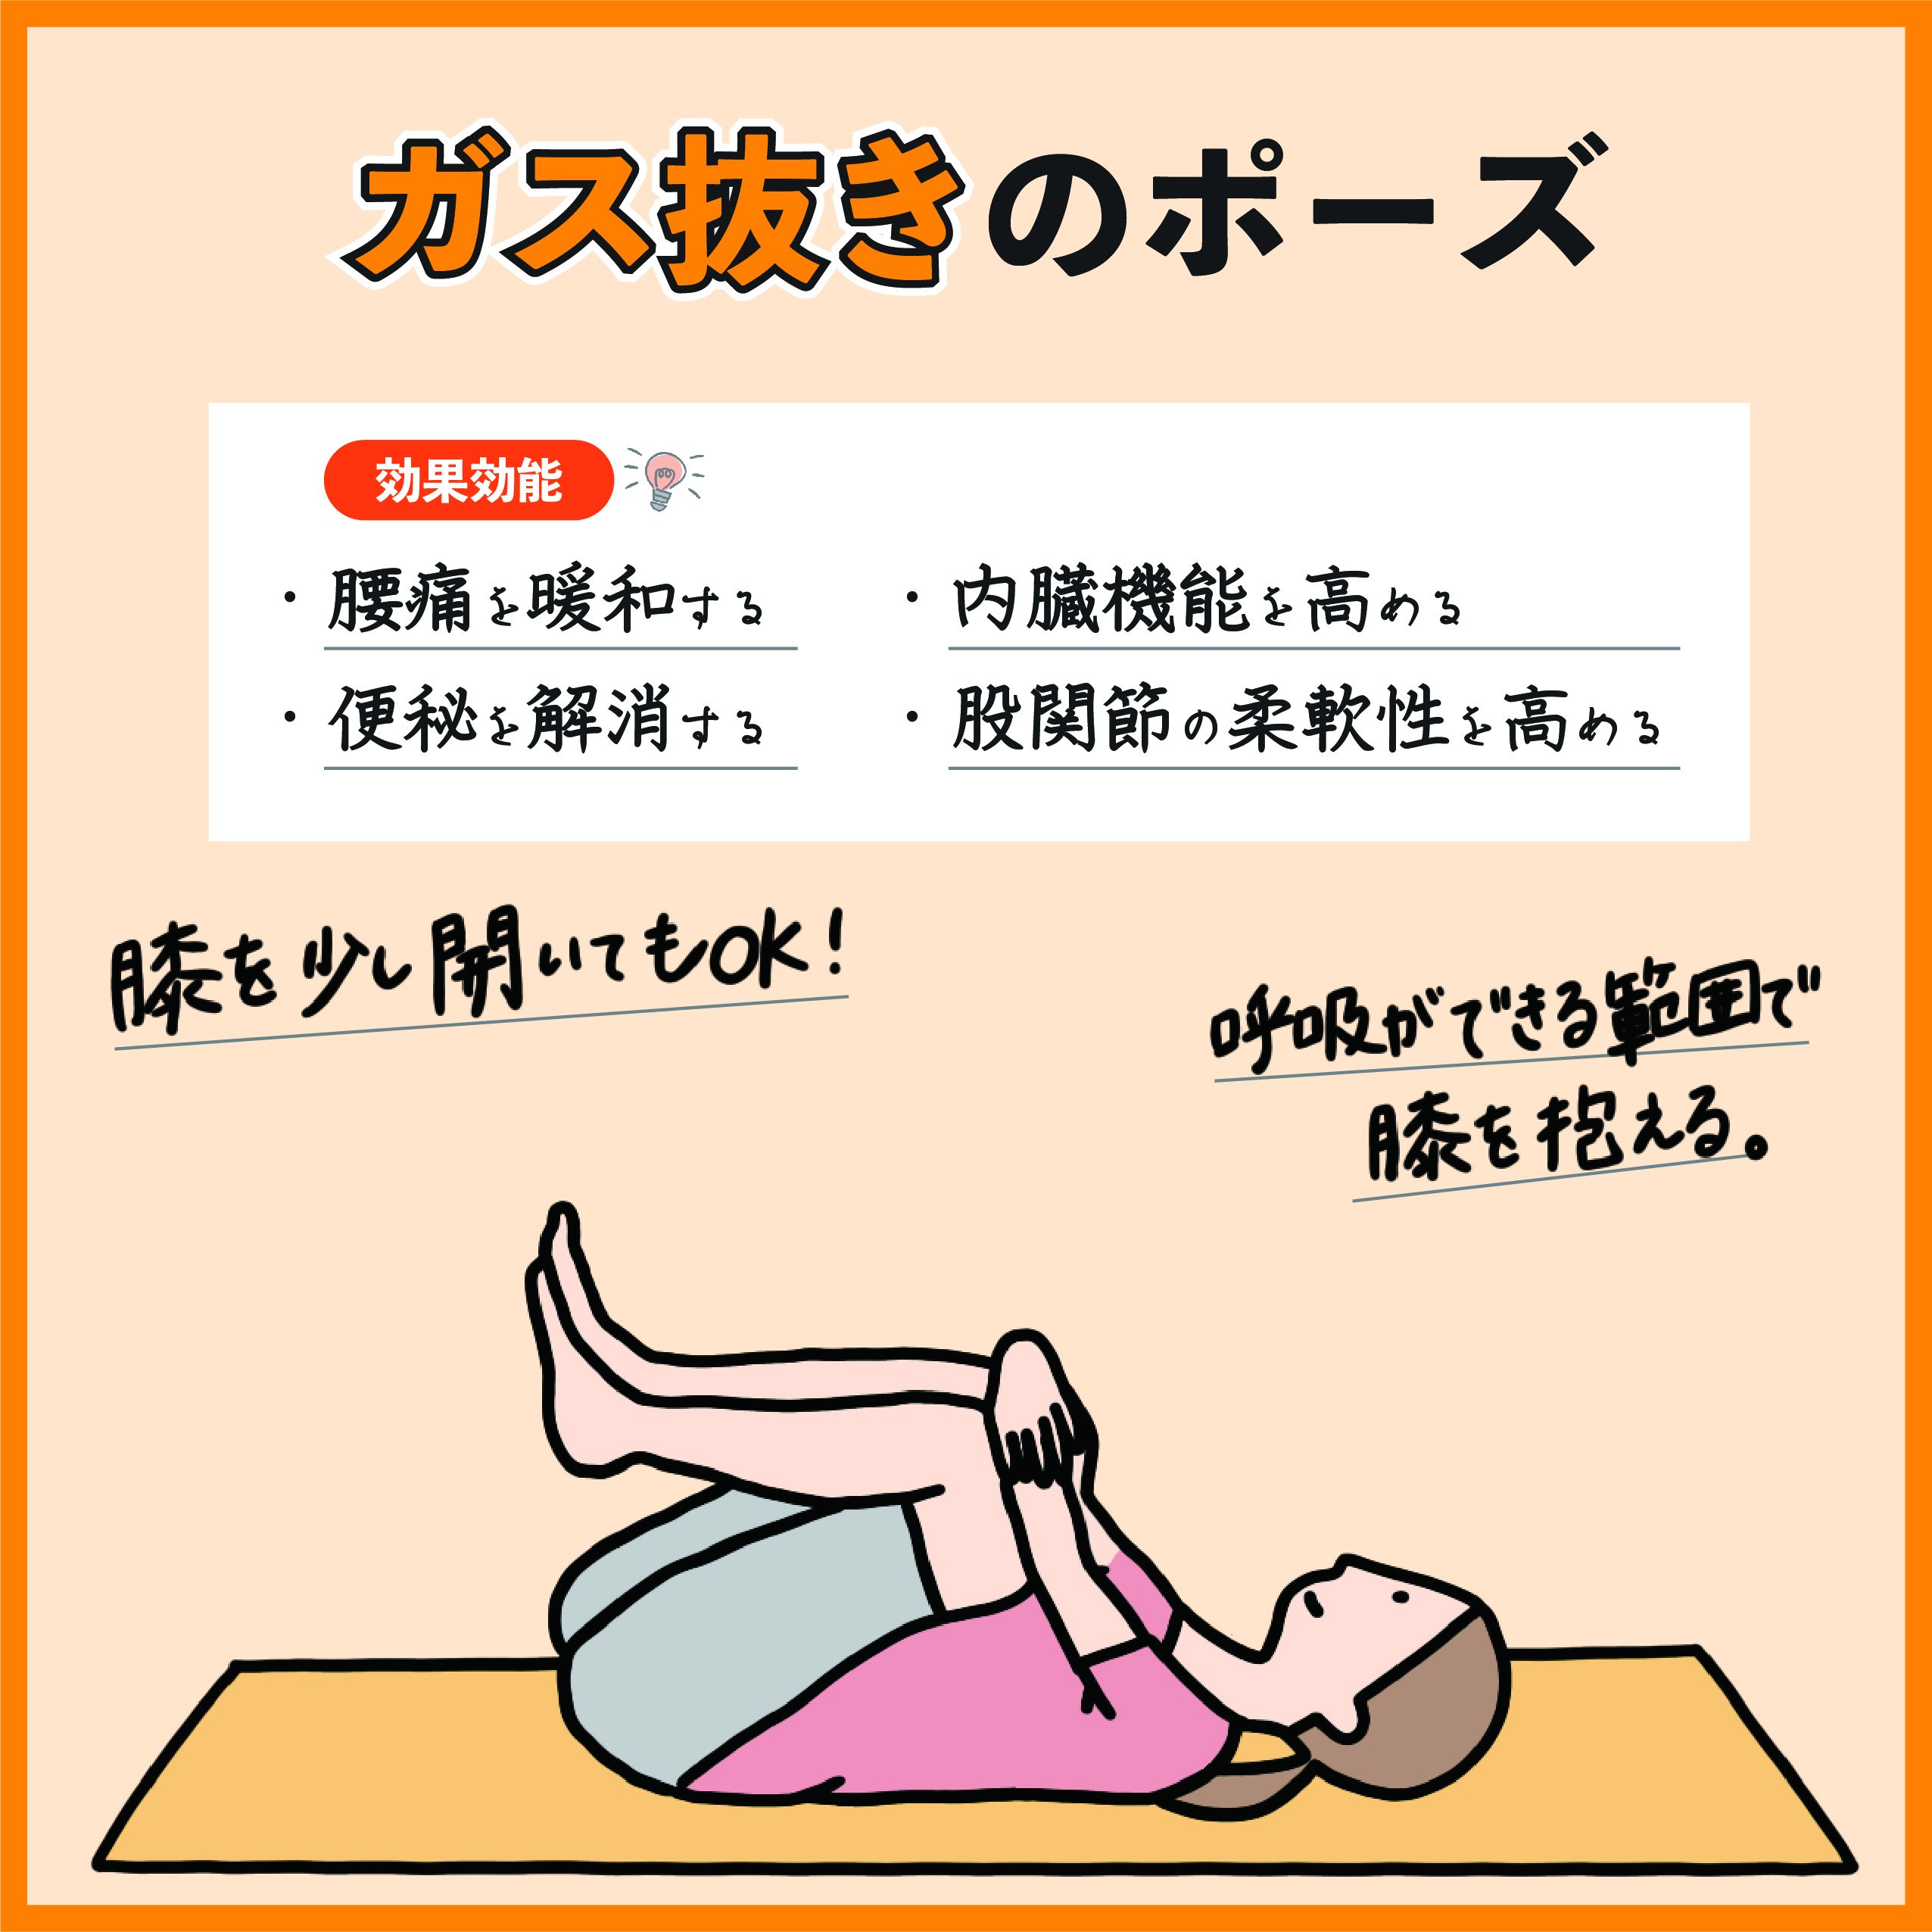 ガス抜きのポーズ
効果効能
・腰痛を暖和する
・内臓機能を高める
・便秘を解消する
・股関節の柔軟性を高める
膝を少し開いてもOK!
呼吸ができる範囲で
膝を抱える。